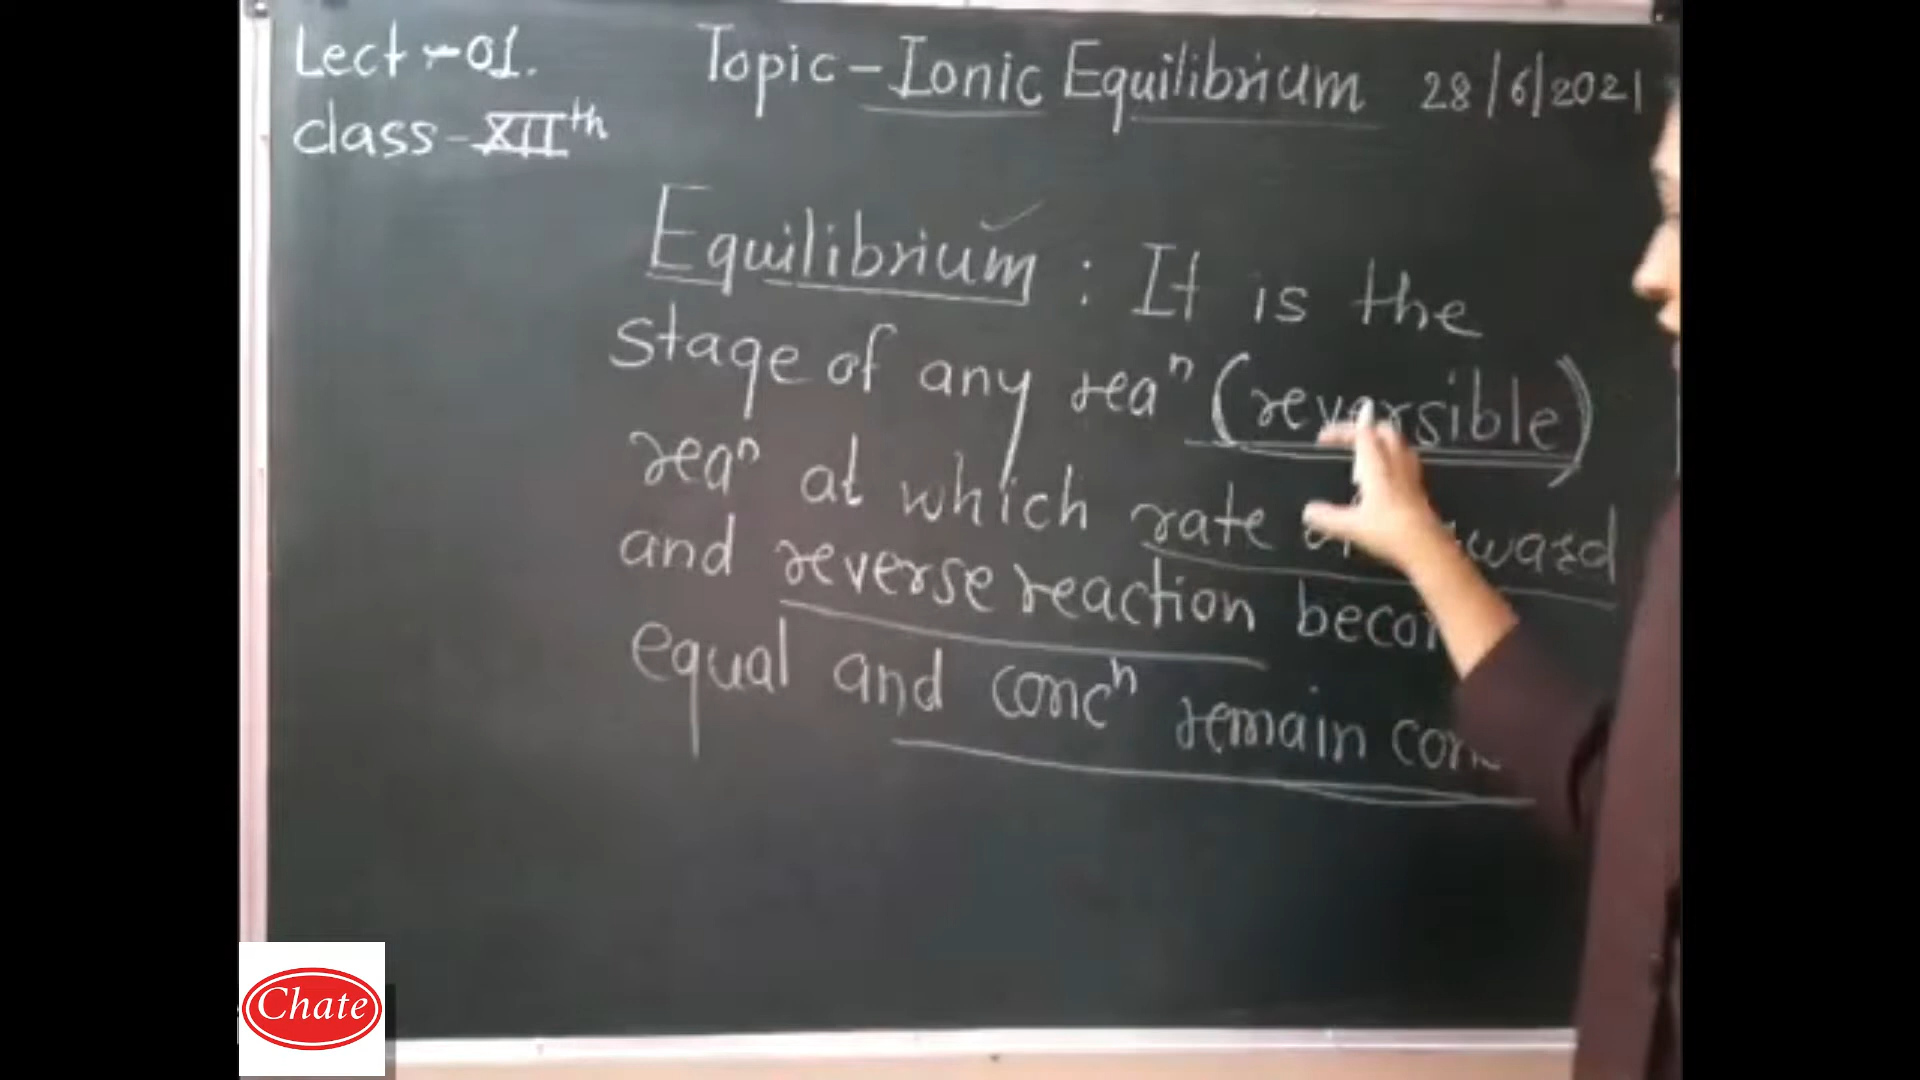 Lect - 01.
Topic - Ionic Equilibrium 28/6/2021
class - XIIth
Equilibrium : It is the
stage of any reaⁿ (reversible)
reaⁿ at which rate
and reverse reaction
equal and concⁿ remain
Chate